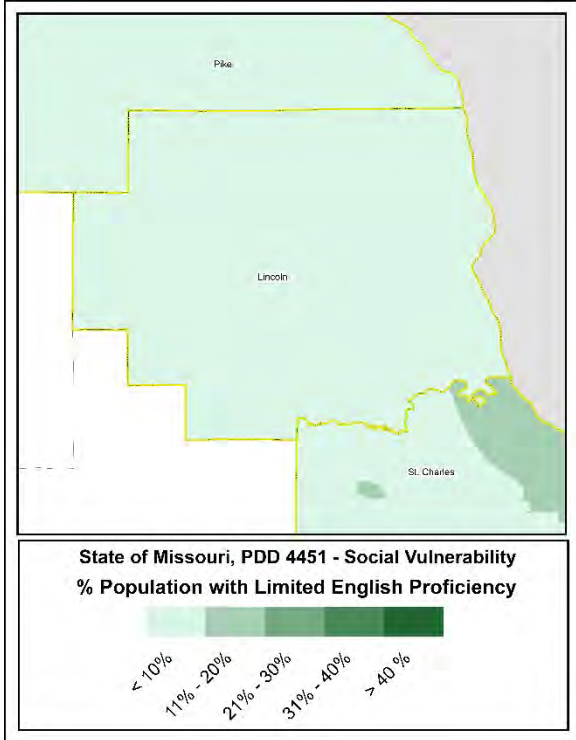 Pike
Lincoln
St. Charles
State of Missouri, PDD 4451 - Social Vulnerability
% Population with Limited English Proficiency
< 10%
11% - 20%
21% - 30%
31% - 40%
> 40 %